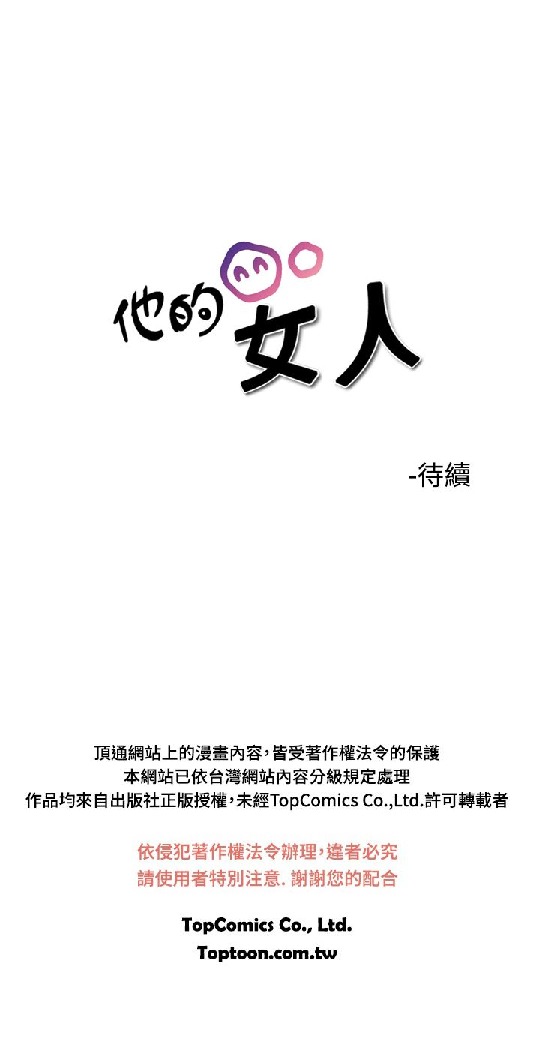 他的女人
-待續
頂通網站上的漫畫內容,皆受著作權法令的保護
本網站已依台灣網站內容分級規定處理
作品均來自出版社正版授權,未經TopComics Co.,Ltd.許可轉載者
依侵犯著作權法令辦理,違者必究
請使用者特別注意. 謝謝您的配合
TopComics Co., Ltd.
Toptoon.com.tw